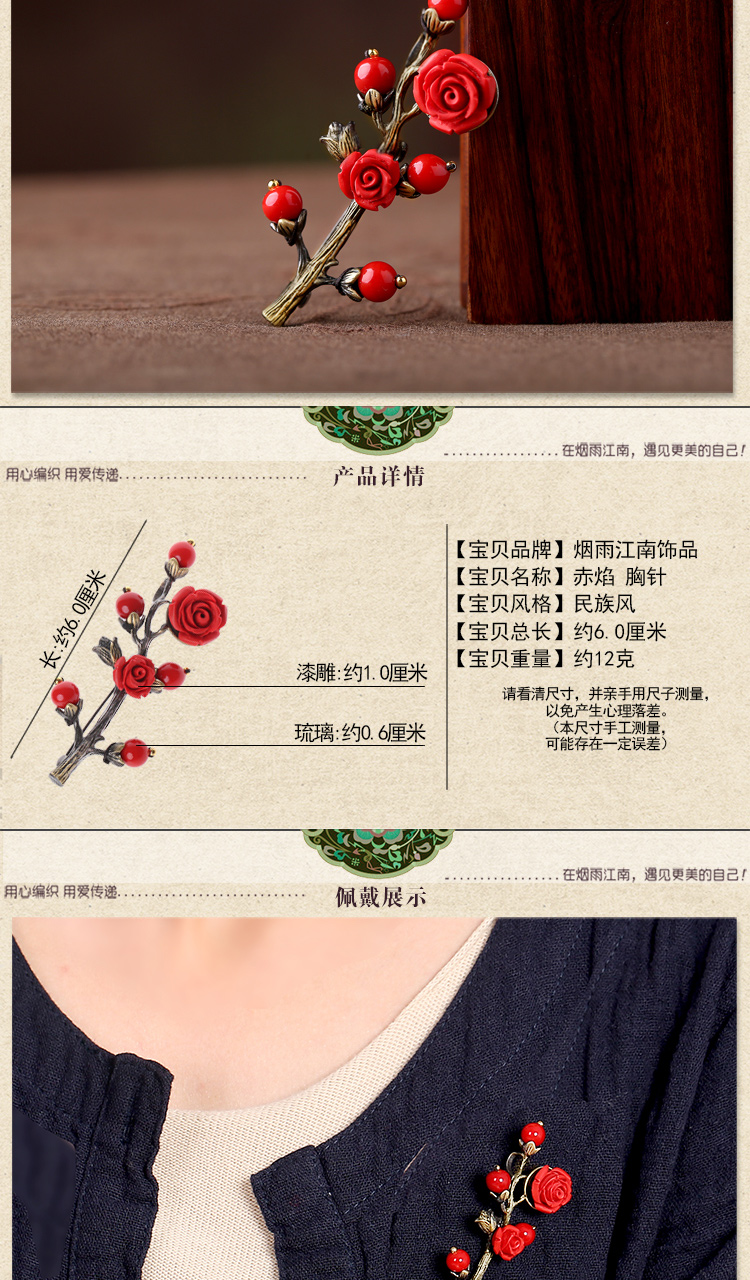 在烟雨江南，遇见更美的自己！
用心编织 用爱传递
产品详情
长:约6.0厘米
漆雕:约1.0厘米
琉璃:约0.6厘米
【宝贝品牌】烟雨江南饰品
【宝贝名称】赤焰 胸针
【宝贝风格】民族风
【宝贝总长】约6.0厘米
【宝贝重量】约12克
请看清尺寸，并亲手用尺子测量，
以免产生心理落差。
（本尺寸手工测量，
可能存在一定误差）
在烟雨江南，遇见更美的自己！
用心编织 用爱传递
佩戴展示